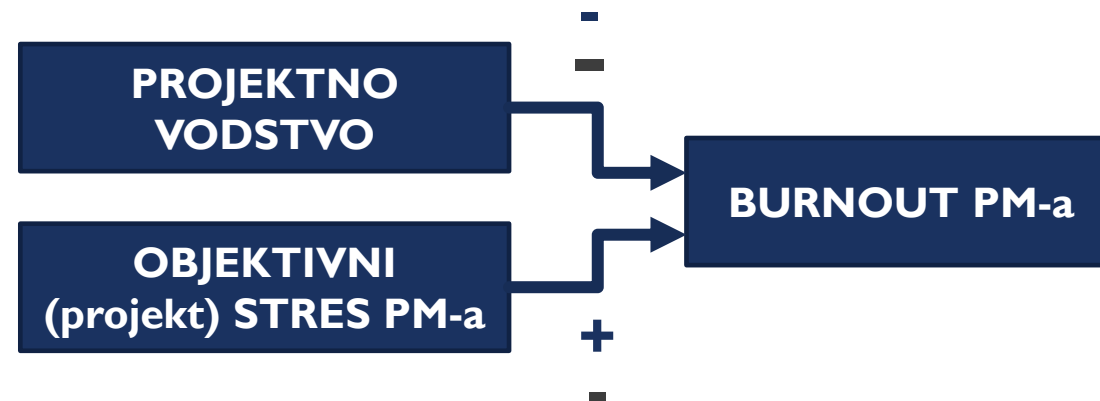 -
-
PROJEKTNO
VODSTVO
BURNOUT PM-a
OBJEKTIVNI
(projekt) STRES PM-a
+
-